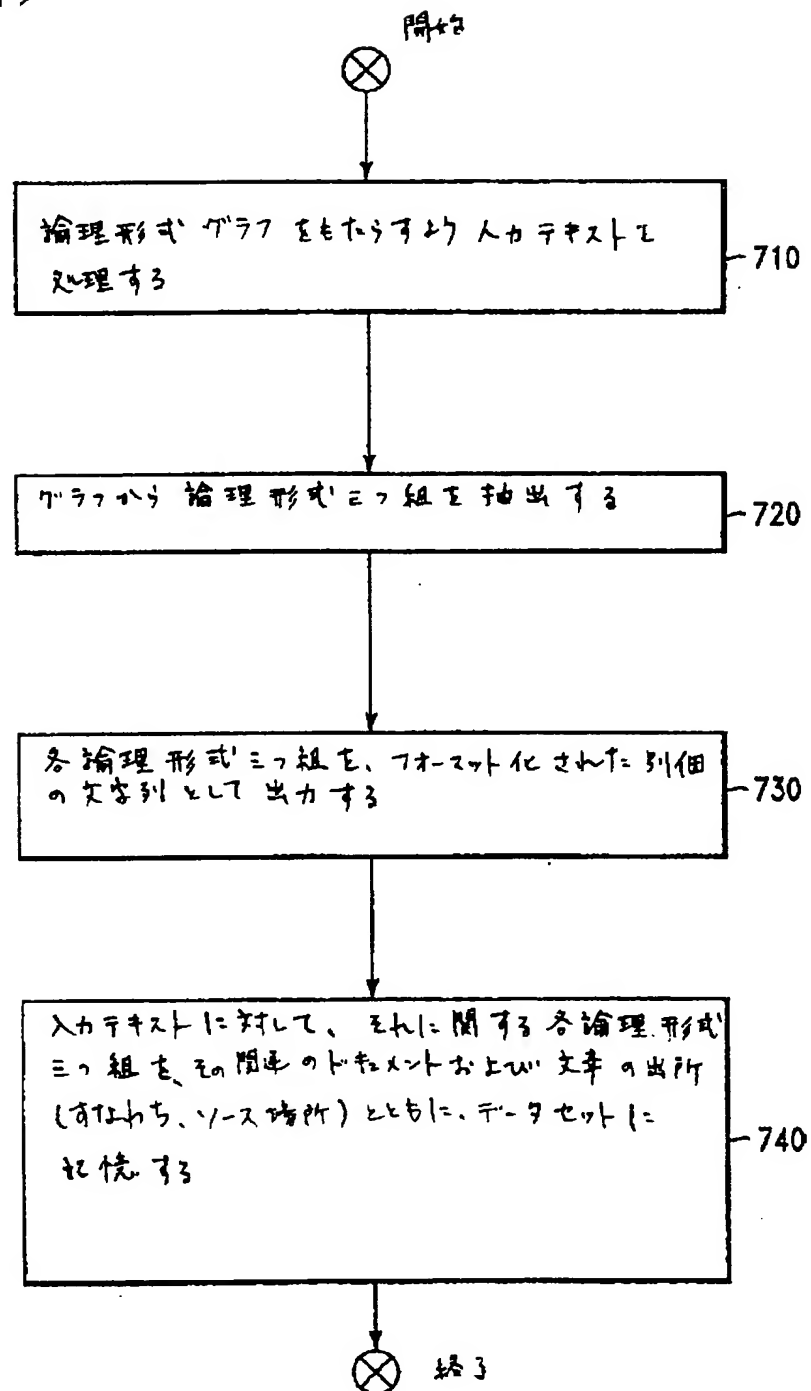 開始
論理形式 グラフ をもたらすよう 入力テキストを
処理する
710
グラフから 論理形式三つ組を抽出する
720
各論理形式三つ組を、フォーマット化された別個
の文字列として出力する
730
入力テキストに対して、それに関する各論理形式
三つ組を、その関連のドキュメントおよび文章の出所
(すなわち、ソース場所)とともに、データセットに
記憶する
740
終了